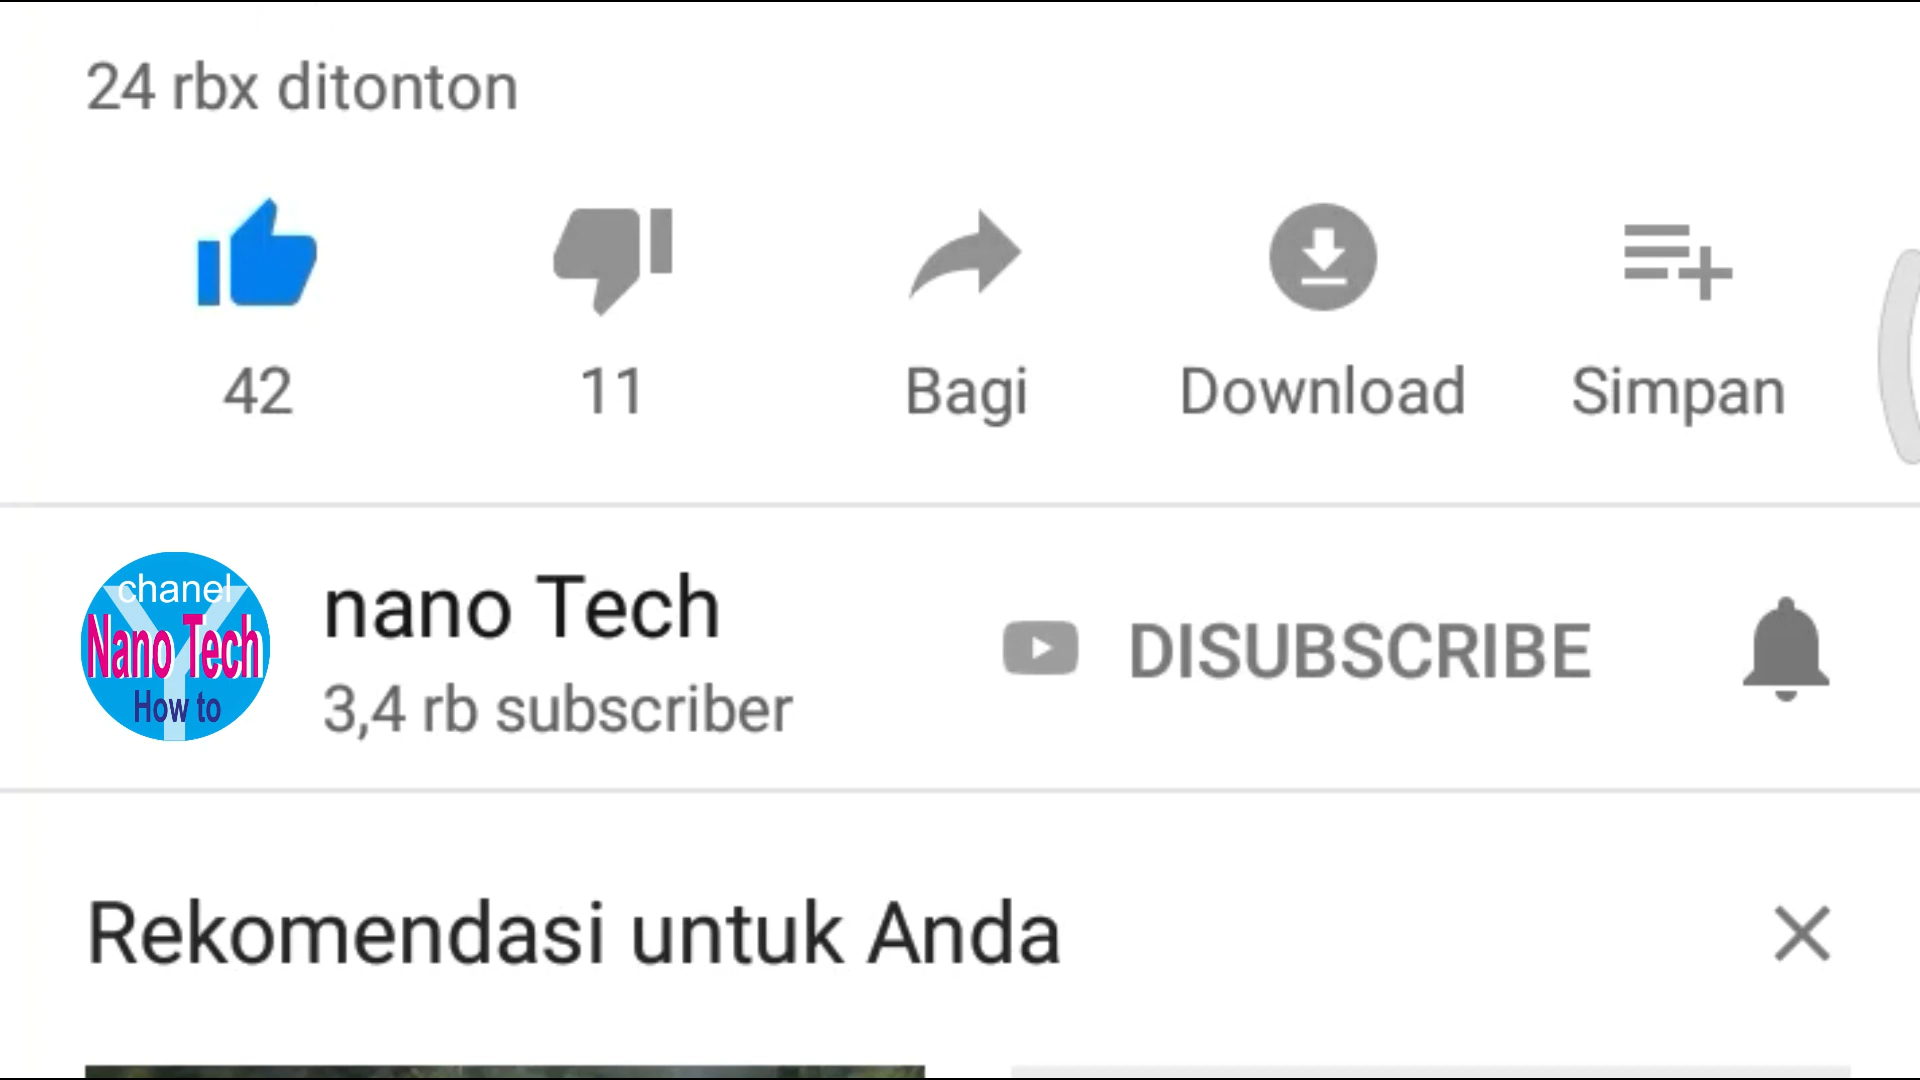 24 rbx ditonton
42
11
Bagi
Download
Simpan
chanel
Nano Tech
How to
nano Tech
3,4 rb subscriber
DISUBSCRIBE
Rekomendasi untuk Anda